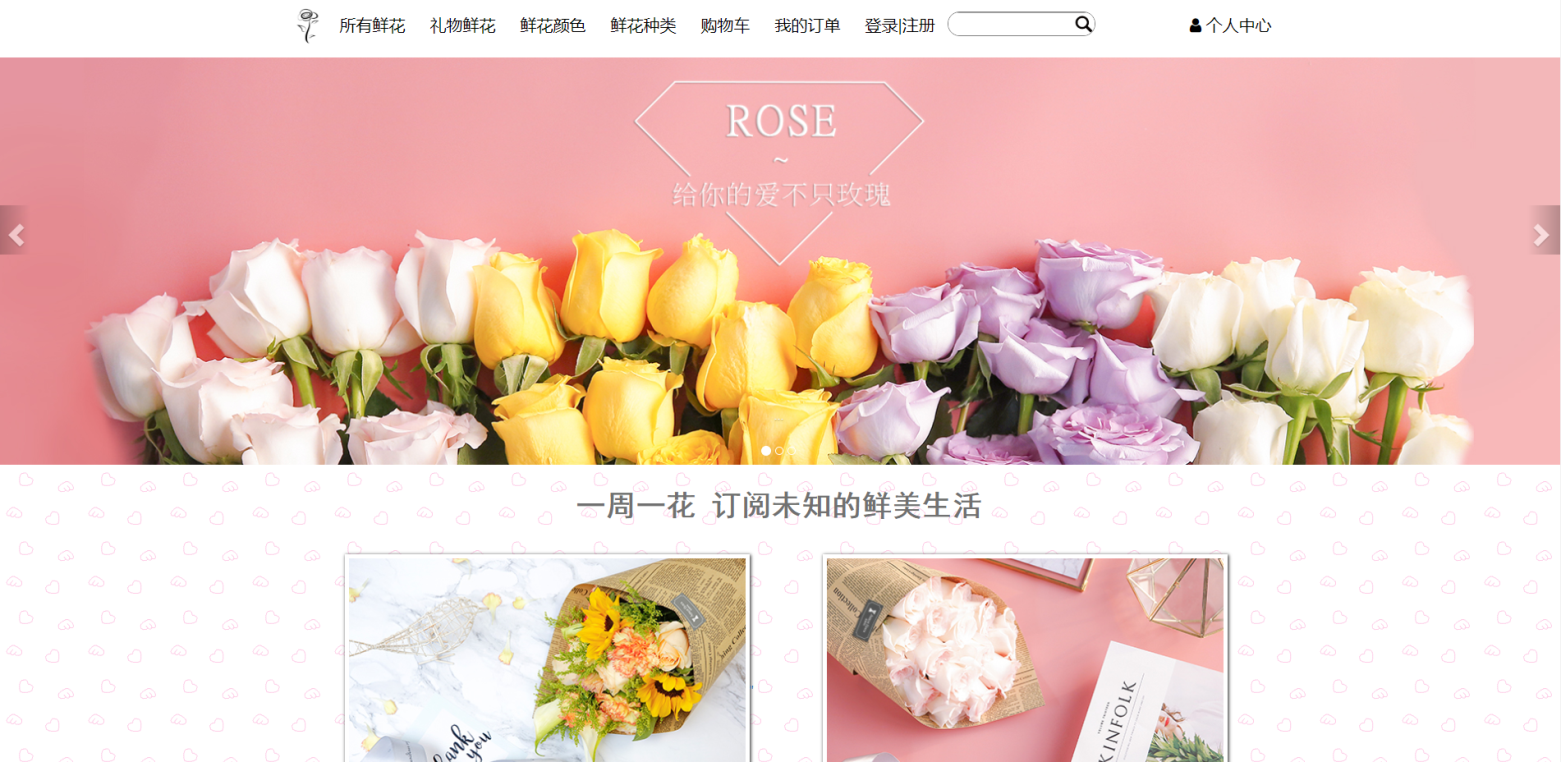 所有鲜花 礼物鲜花 鲜花颜色 鲜花种类 购物车 我的订单 登录|注册 个人中心
ROSE
~
给你的爱不只玫瑰
一周一花 订阅未知的鲜美生活
hank
you
KINFOLK